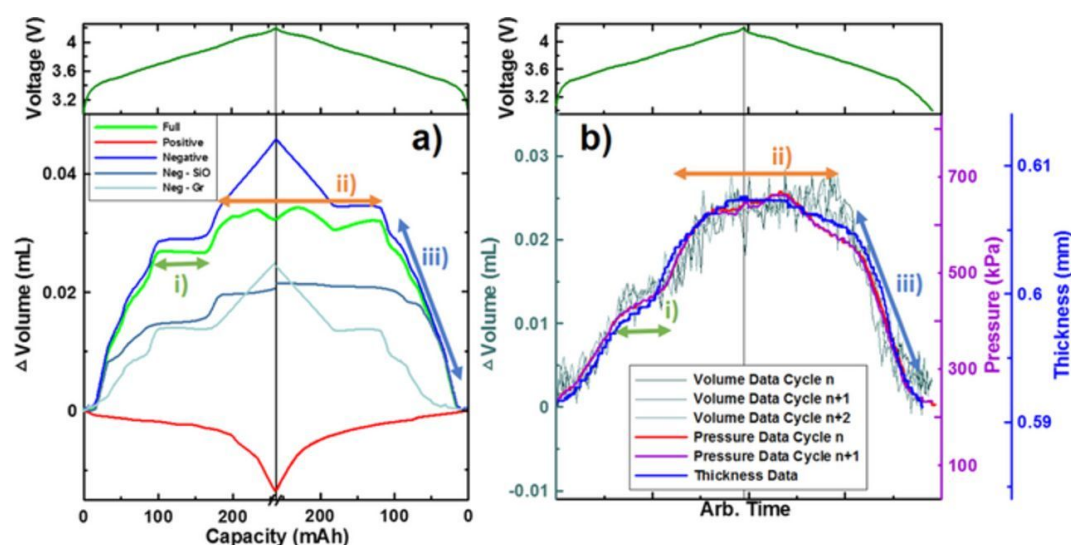 Voltage (V)
4
3.6
3.2
a)
Full
Positive
Negative
Neg - SiO
Neg - Gr
ii)
i)
iii)
Δ Volume (mL)
0.04
0.02
0
0
100
200
200
100
0
Capacity (mAh)
Voltage (V)
4
3.6
3.2
b)
ii)
i)
iii)
Δ Volume (mL)
0.03
0.02
0.01
0
-0.01
Volume Data Cycle n
Volume Data Cycle n+1
Volume Data Cycle n+2
Pressure Data Cycle n
Pressure Data Cycle n+1
Thickness Data
Arb. Time
700
500
300
100
Pressure (kPa)
0.61
0.6
0.59
Thickness (mm)